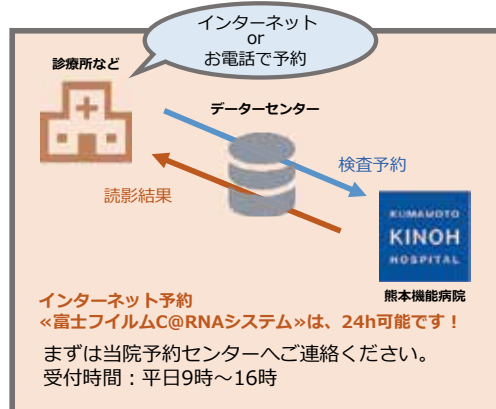 インターネット
or
お電話で予約
診療所など
データーセンター
検査予約
読影結果
KUMAMOTO
KINOH
HOSPITAL
熊本機能病院
インターネット予約
«富士フイルムC@RNAシステム»は、24h可能です！
まずは当院予約センターへご連絡ください。
受付時間：平日9時～16時